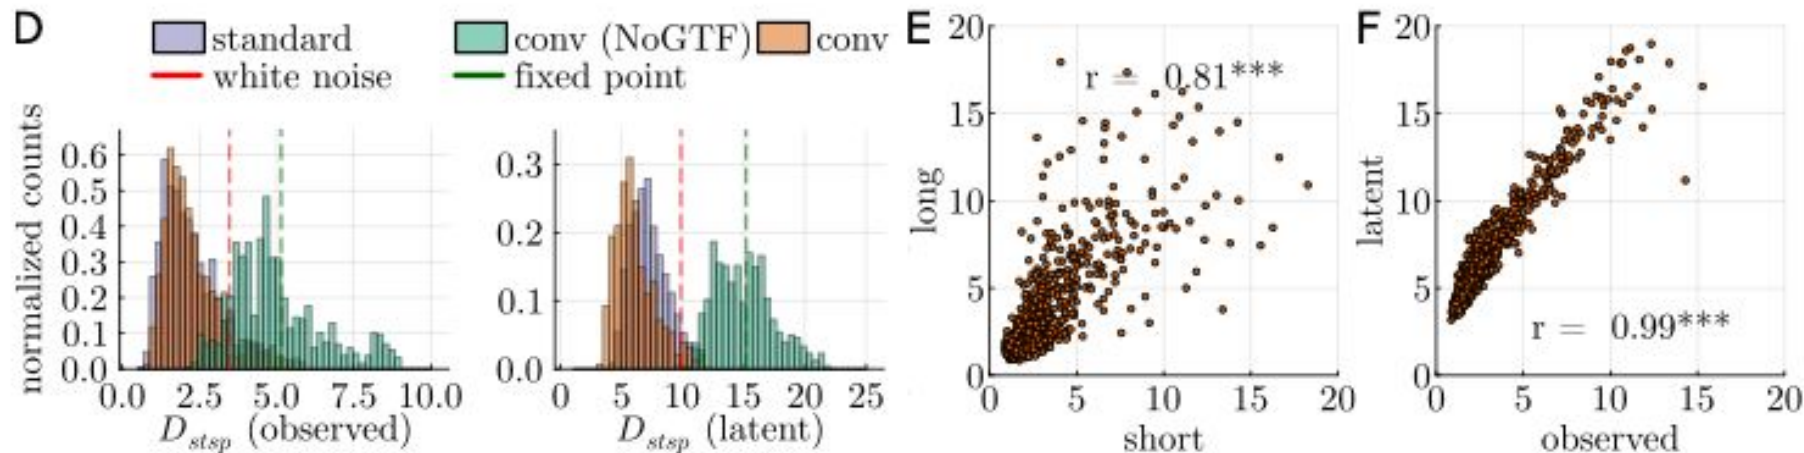 D
standard
conv (NoGTF)
conv
white noise
fixed point
normalized counts
0.6
0.5
0.4
0.3
0.2
0.1
0.0
0.0 2.5 5.0 7.5 10.0
D_stsp (observed)
0.3
0.2
0.1
0.0
0 5 10 15 20 25
D_stsp (latent)
E
long
20
15
10
5
0
r = 0.81***
0 5 10 15 20
short
F
latent
20
15
10
5
0
r = 0.99***
0 5 10 15 20
observed